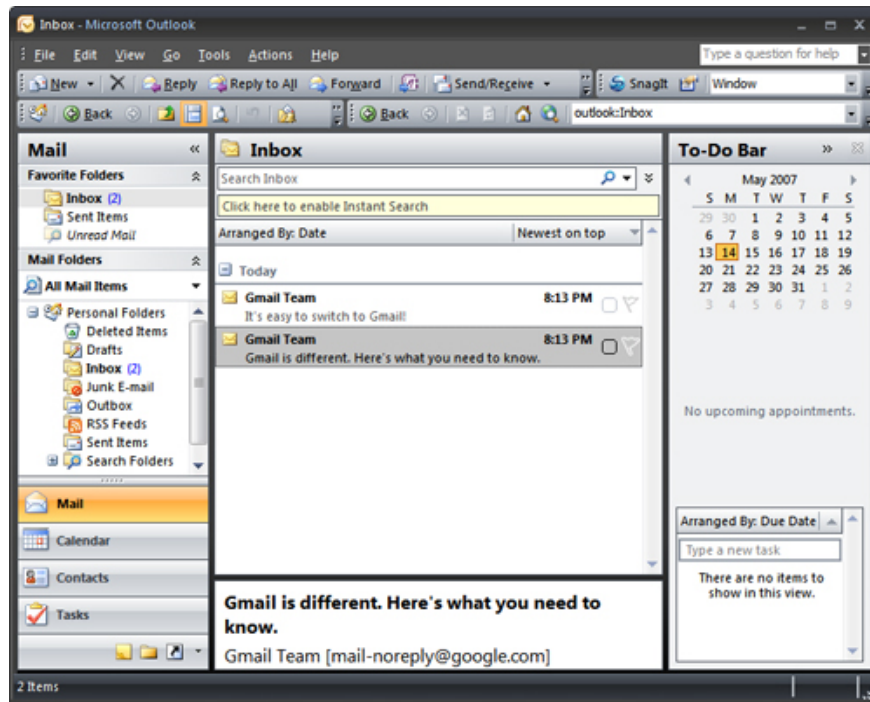 Inbox - Microsoft Outlook
File Edit View Go Tools Actions Help
Type a question for help
New Reply Reply to All Forward Send/Receive SnagIt Window
Back Back outlook:Inbox
Mail
Favorite Folders
Inbox (2)
Sent Items
Unread Mail
Mail Folders
All Mail Items
Personal Folders
Deleted Items
Drafts
Inbox (2)
Junk E-mail
Outbox
RSS Feeds
Sent Items
Search Folders
Mail
Calendar
Contacts
Tasks
Inbox
Search Inbox
Click here to enable Instant Search
Arranged By: Date Newest on top
Today
Gmail Team 8:13 PM
It's easy to switch to Gmail!
Gmail Team 8:13 PM
Gmail is different. Here's what you need to know.
Gmail is different. Here's what you need to
know.
Gmail Team [mail-noreply@google.com]
To-Do Bar
May 2007
S M T W T F S
29 30 1 2 3 4 5
6 7 8 9 10 11 12
13 14 15 16 17 18 19
20 21 22 23 24 25 26
27 28 29 30 31 1 2
3 4 5 6 7 8 9
No upcoming appointments.
Arranged By: Due Date
Type a new task
There are no items to
show in this view.
2 Items